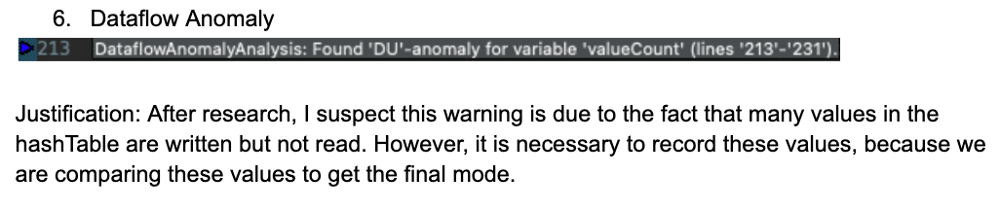 6. Dataflow Anomaly
213 DataflowAnomalyAnalysis: Found 'DU'-anomaly for variable 'valueCount' (lines '213'-'231').
Justification: After research, I suspect this warning is due to the fact that many values in the
hashTable are written but not read. However, it is necessary to record these values, because we
are comparing these values to get the final mode.